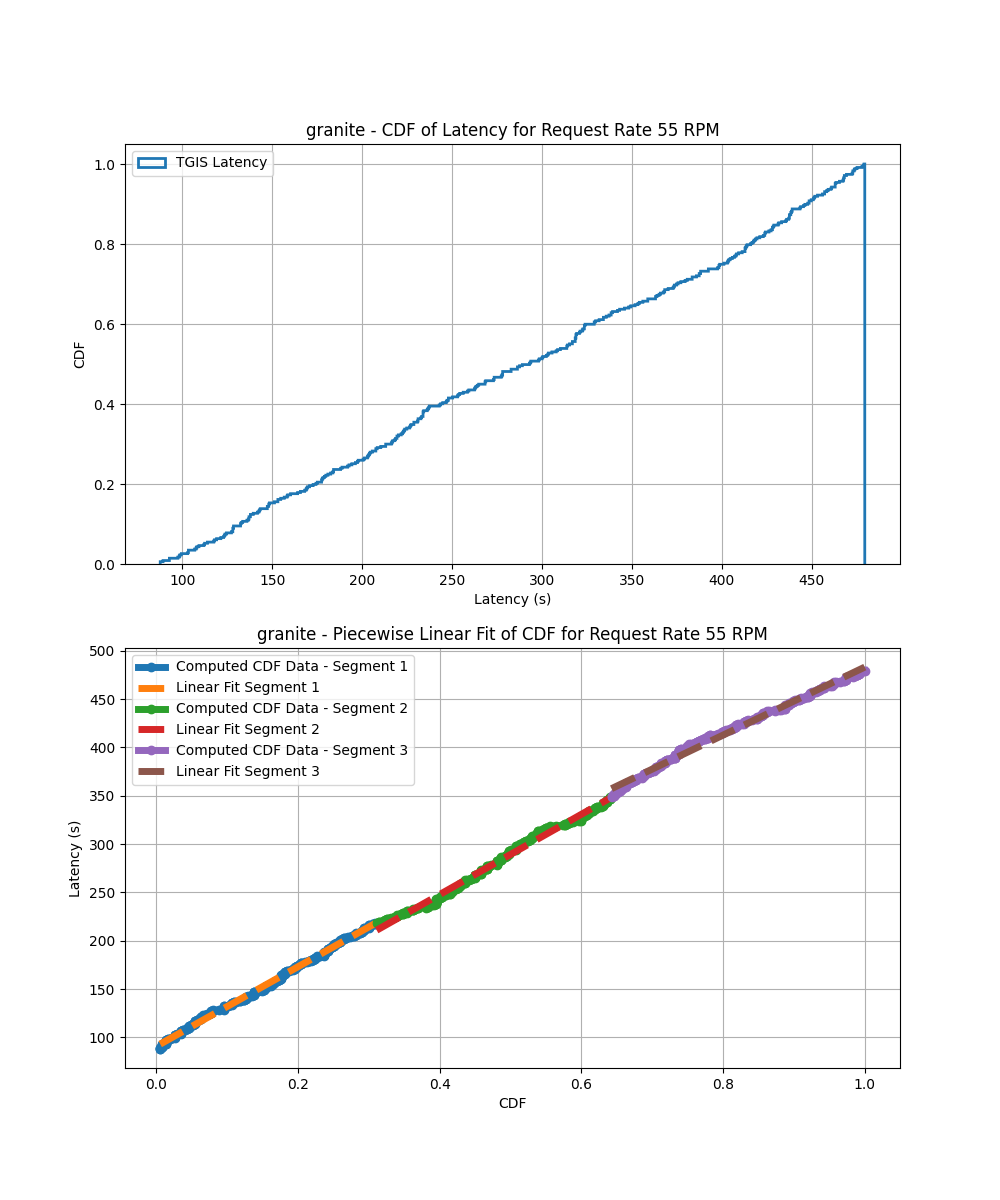 granite - CDF of Latency for Request Rate 55 RPM
TGIS Latency
1.0
0.8
0.6
0.4
0.2
0.0
CDF
100 150 200 250 300 350 400 450
Latency (s)
granite - Piecewise Linear Fit of CDF for Request Rate 55 RPM
Computed CDF Data - Segment 1
Linear Fit Segment 1
Computed CDF Data - Segment 2
Linear Fit Segment 2
Computed CDF Data - Segment 3
Linear Fit Segment 3
500
450
400
350
300
250
200
150
100
Latency (s)
0.0 0.2 0.4 0.6 0.8 1.0
CDF